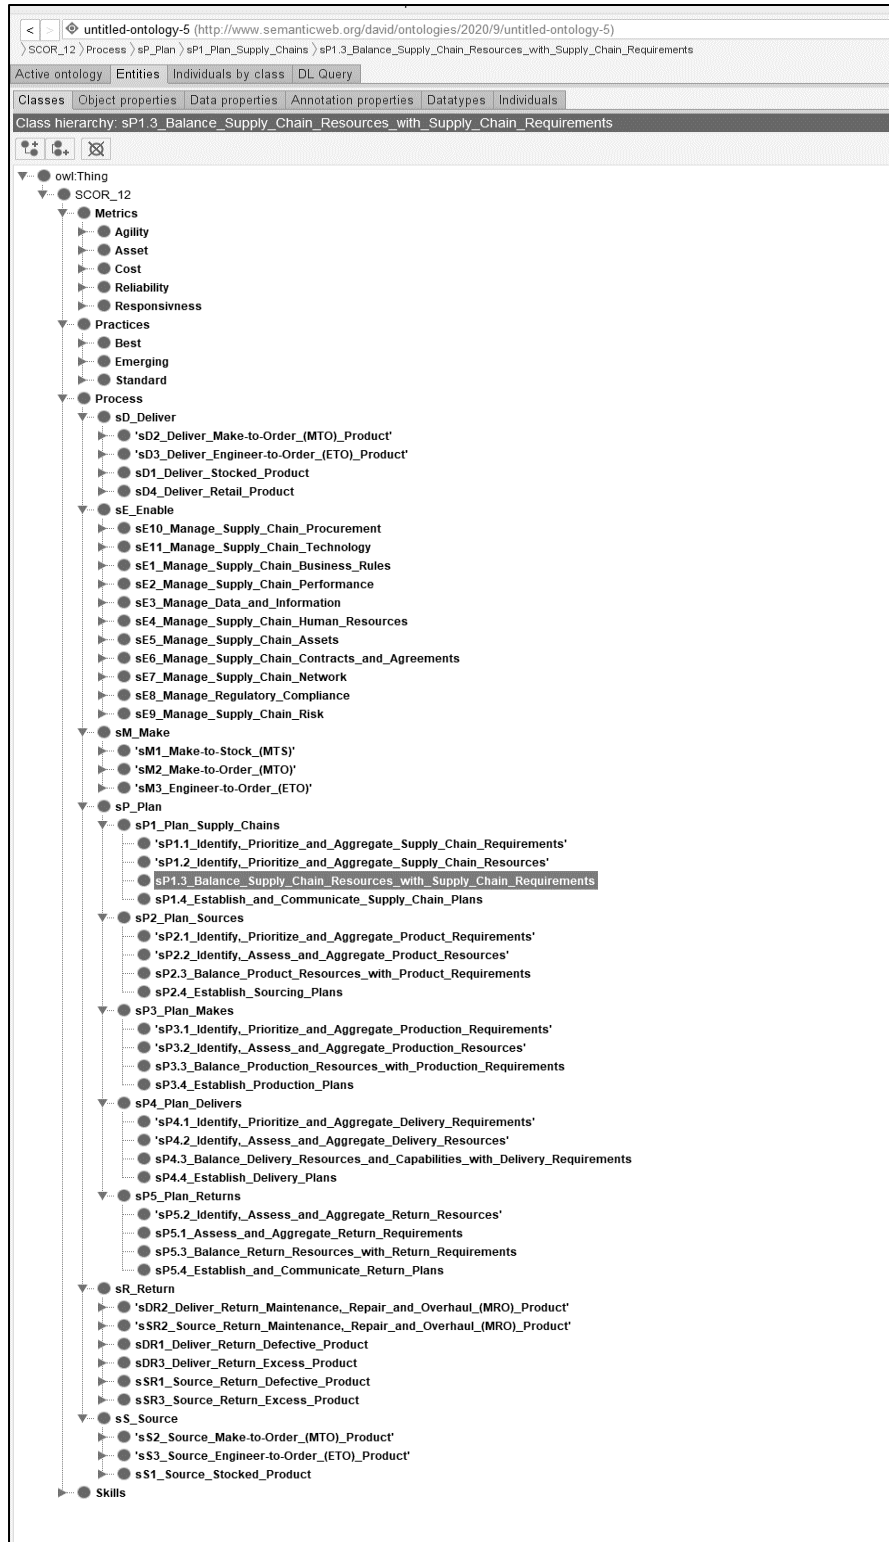 < > untitled-ontology-5 (http://www.semanticweb.org/david/ontologies/2020/9/untitled-ontology-5)
SCOR_12 Process sP_Plan sP1_Plan_Supply_Chains sP1.3_Balance_Supply_Chain_Resources_with_Supply_Chain_Requirements
Active ontology Entities Individuals by class DL Query
Classes Object properties Data properties Annotation properties Datatypes Individuals
Class hierarchy: sP1.3_Balance_Supply_Chain_Resources_with_Supply_Chain_Requirements
owl:Thing
SCOR_12
Metrics
Agility
Asset
Cost
Reliability
Responsivness
Practices
Best
Emerging
Standard
Process
sD_Deliver
'sD2_Deliver_Make-to-Order_(MTO)_Product'
'sD3_Deliver_Engineer-to-Order_(ETO)_Product'
sD1_Deliver_Stocked_Product
sD4_Deliver_Retail_Product
sE_Enable
sE10_Manage_Supply_Chain_Procurement
sE11_Manage_Supply_Chain_Technology
sE1_Manage_Supply_Chain_Business_Rules
sE2_Manage_Supply_Chain_Performance
sE3_Manage_Data_and_Information
sE4_Manage_Supply_Chain_Human_Resources
sE5_Manage_Supply_Chain_Assets
sE6_Manage_Supply_Chain_Contracts_and_Agreements
sE7_Manage_Supply_Chain_Network
sE8_Manage_Regulatory_Compliance
sE9_Manage_Supply_Chain_Risk
sM_Make
'sM1_Make-to-Stock_(MTS)'
'sM2_Make-to-Order_(MTO)'
'sM3_Engineer-to-Order_(ETO)'
sP_Plan
sP1_Plan_Supply_Chains
'sP1.1_Identify,_Prioritize_and_Aggregate_Supply_Chain_Requirements'
'sP1.2_Identify,_Prioritize_and_Aggregate_Supply_Chain_Resources'
sP1.3_Balance_Supply_Chain_Resources_with_Supply_Chain_Requirements
sP1.4_Establish_and_Communicate_Supply_Chain_Plans
sP2_Plan_Sources
'sP2.1_Identify,_Prioritize_and_Aggregate_Product_Requirements'
'sP2.2_Identify,_Assess_and_Aggregate_Product_Resources'
sP2.3_Balance_Product_Resources_with_Product_Requirements
sP2.4_Establish_Sourcing_Plans
sP3_Plan_Makes
'sP3.1_Identify,_Prioritize_and_Aggregate_Production_Requirements'
'sP3.2_Identify,_Assess_and_Aggregate_Production_Resources'
sP3.3_Balance_Production_Resources_with_Production_Requirements
sP3.4_Establish_Production_Plans
sP4_Plan_Delivers
'sP4.1_Identify,_Prioritize_and_Aggregate_Delivery_Requirements'
'sP4.2_Identify,_Assess_and_Aggregate_Delivery_Resources'
sP4.3_Balance_Delivery_Resources_and_Capabilities_with_Delivery_Requirements
sP4.4_Establish_Delivery_Plans
sP5_Plan_Returns
'sP5.2_Identify,_Assess_and_Aggregate_Return_Resources'
sP5.1_Assess_and_Aggregate_Return_Requirements
sP5.3_Balance_Return_Resources_with_Return_Requirements
sP5.4_Establish_and_Communicate_Return_Plans
sR_Return
'sDR2_Deliver_Return_Maintenance,_Repair_and_Overhaul_(MRO)_Product'
'sSR2_Source_Return_Maintenance,_Repair_and_Overhaul_(MRO)_Product'
sDR1_Deliver_Return_Defective_Product
sDR3_Deliver_Return_Excess_Product
sSR1_Source_Return_Defective_Product
sSR3_Source_Return_Excess_Product
sS_Source
'sS2_Source_Make-to-Order_(MTO)_Product'
'sS3_Source_Engineer-to-Order_(ETO)_Product'
sS1_Source_Stocked_Product
Skills